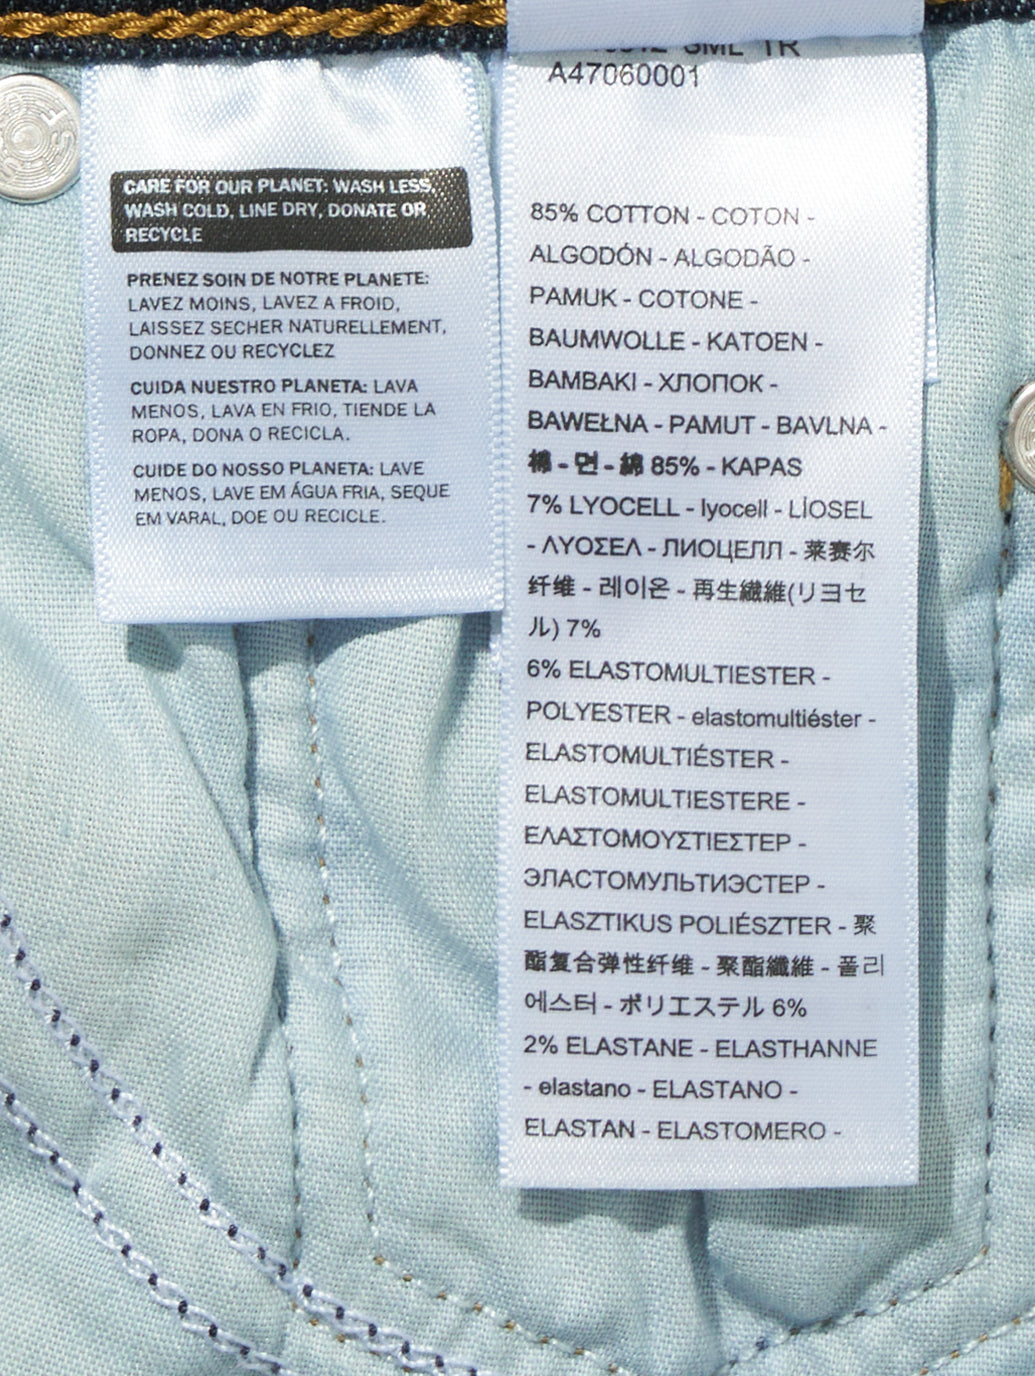 CARE FOR OUR PLANET: WASH LESS,
WASH COLD, LINE DRY, DONATE OR
RECYCLE
PRENEZ SOIN DE NOTRE PLANETE:
LAVEZ MOINS, LAVEZ A FROID,
LAISSEZ SECHER NATURELLEMENT,
DONNEZ OU RECYCLEZ
CUIDA NUESTRO PLANETA: LAVA
MENOS, LAVA EN FRIO, TIENDE LA
ROPA, DONA O RECICLA.
CUIDE DO NOSSO PLANETA: LAVE
MENOS, LAVE EM ÁGUA FRIA, SEQUE
EM VARAL, DOE OU RECICLE.
SML TR
A47060001
85% COTTON - COTON -
ALGODÓN - ALGODÃO -
PAMUK - COTONE -
BAUMWOLLE - KATOEN -
BAMBAKI - ХЛОПОК -
BAWEŁNA - PAMUT - BAVLNA -
棉 - 면 - 綿 85% - KAPAS
7% LYOCELL - lyocell - LİOSEL
- ΛΥΟΣΕΛ - ЛИОЦЕЛЛ - 莱赛尔
纤维 - 레이온 - 再生繊維(リヨセ
ル) 7%
6% ELASTOMULTIESTER -
POLYESTER - elastomultiéster -
ELASTOMULTIÉSTER -
ELASTOMULTIESTERE -
ΕΛΑΣΤΟΜΟΥΣΤΙΕΣΤΕΡ -
ЭЛАСТОМУЛЬТИЭСТЕР -
ELASZTIKUS POLIÉSZTER - 聚
酯复合弹性纤维 - 聚酯纖維 - 폴리
에스터 - ポリエステル 6%
2% ELASTANE - ELASTHANNE
- elastano - ELASTANO -
ELASTAN - ELASTOMERO -